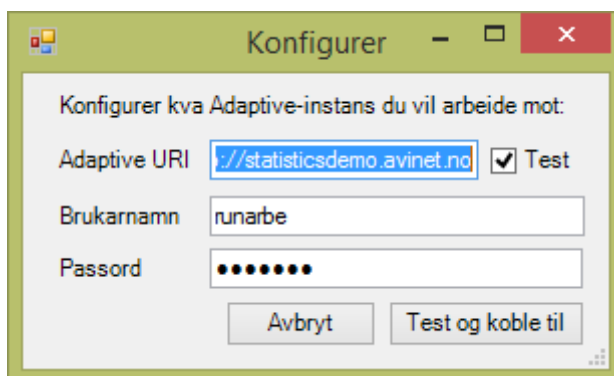 Konfigurer
Konfigurer kva Adaptive-instans du vil arbeide mot:
Adaptive URI ://statisticsdemo.avinet.no Test
Brukarnamn runarbe
Passord •••••••
Avbryt Test og koble til